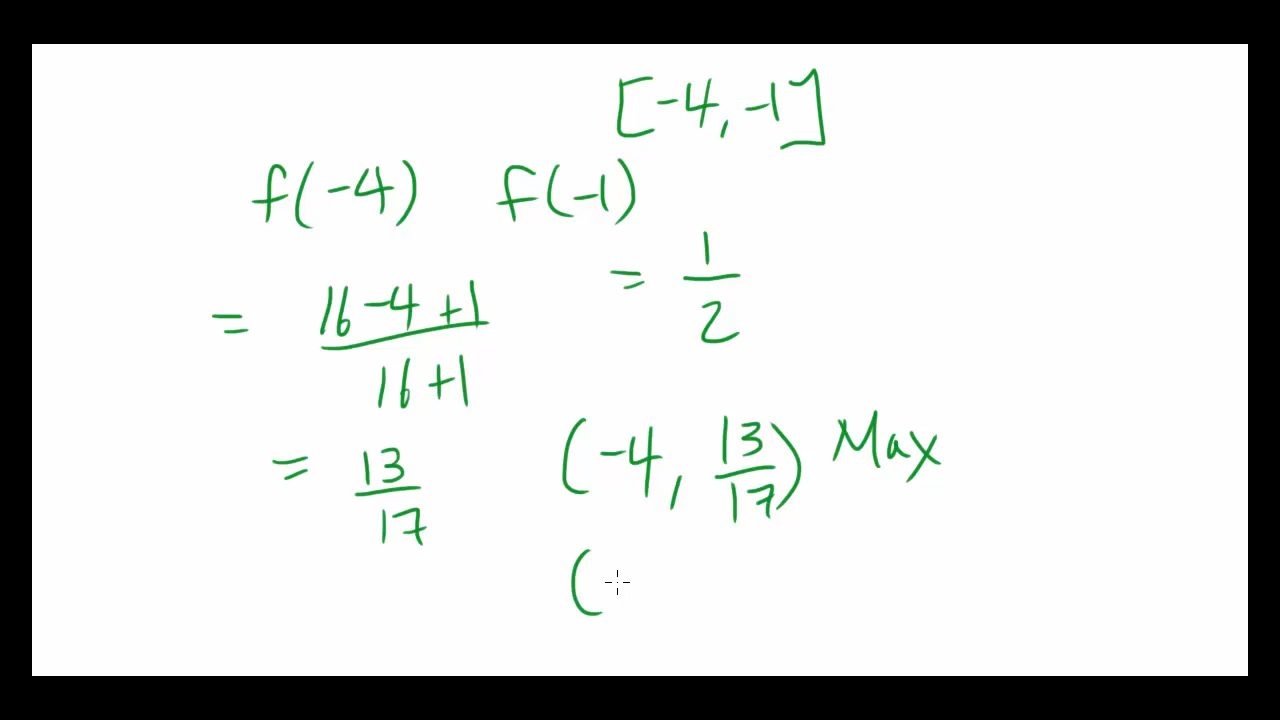 [-4, -1]
f(-4) f(-1)
= 1/2
= 16-4+1/16+1
= 13/17
(-4, 13/17) Max
(